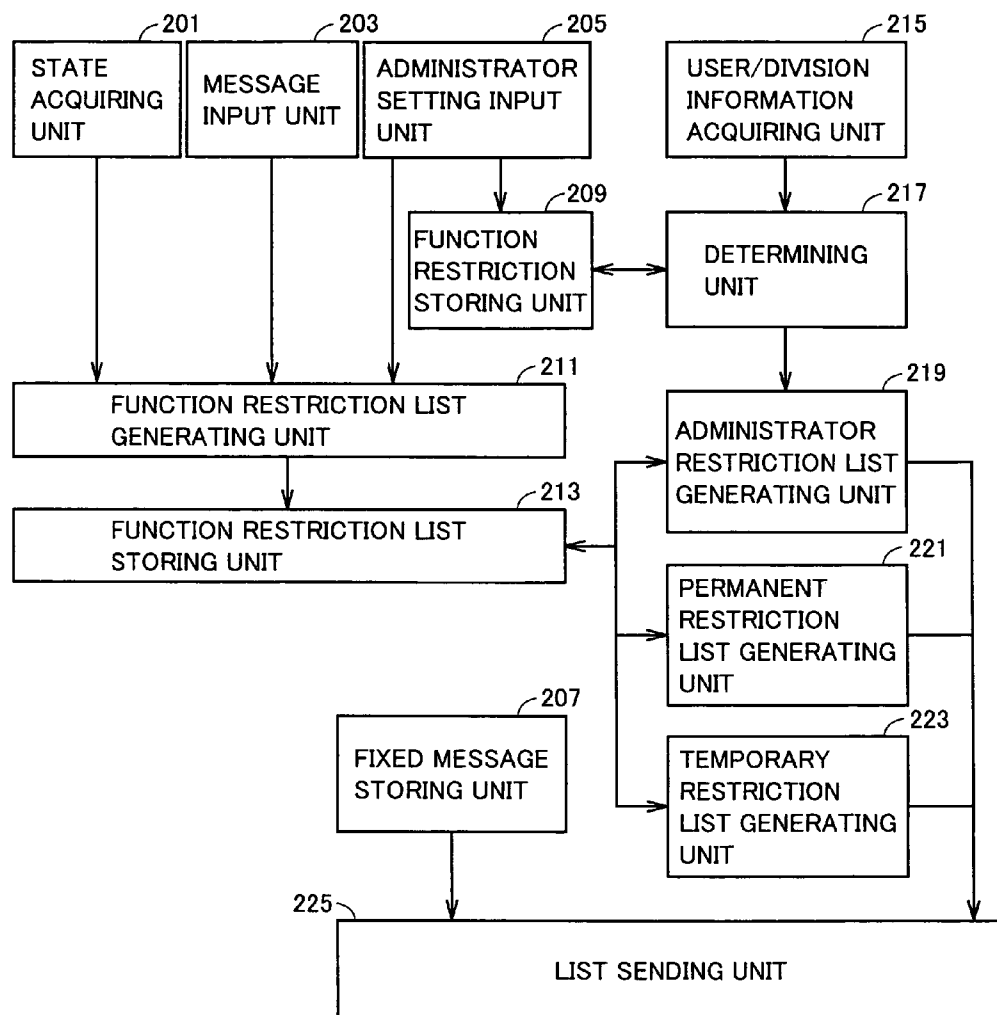 201
203
205
215
STATE
ACQUIRING
UNIT
MESSAGE
INPUT UNIT
ADMINISTRATOR
SETTING INPUT
UNIT
USER/DIVISION
INFORMATION
ACQUIRING UNIT
209
217
FUNCTION
RESTRICTION
STORING UNIT
DETERMINING
UNIT
211
219
FUNCTION RESTRICTION LIST
GENERATING UNIT
ADMINISTRATOR
RESTRICTION LIST
GENERATING UNIT
213
FUNCTION RESTRICTION LIST
STORING UNIT
221
PERMANENT
RESTRICTION
LIST GENERATING
UNIT
207
223
FIXED MESSAGE
STORING UNIT
TEMPORARY
RESTRICTION
LIST GENERATING
UNIT
225
LIST SENDING UNIT